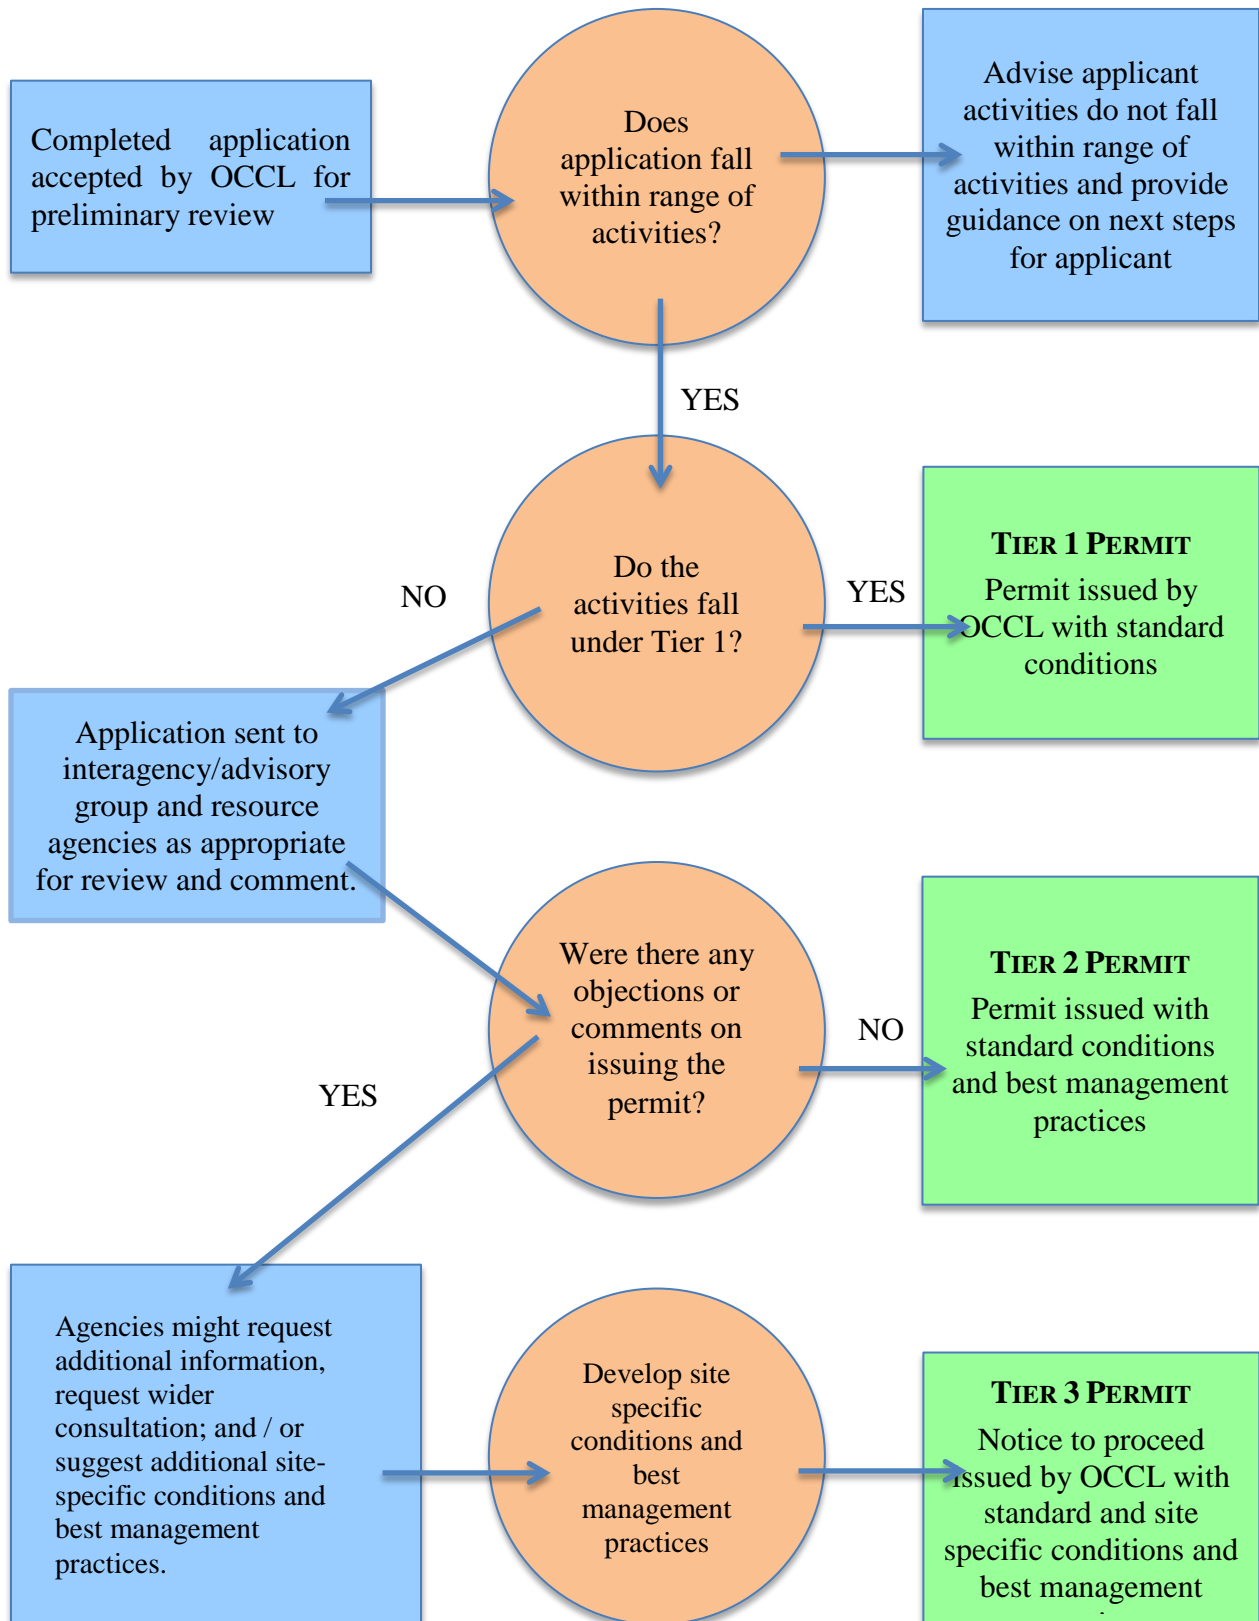 Completed application
accepted by OCCL for
preliminary review
Does
application fall
within range of
activities?
Advise applicant
activities do not fall
within range of
activities and provide
guidance on next steps
for applicant
YES
Do the
activities fall
under Tier 1?
NO
YES
TIER 1 PERMIT
Permit issued by
OCCL with standard
conditions
Application sent to
interagency/advisory
group and resource
agencies as appropriate
for review and comment.
Were there any
objections or
comments on
issuing the
permit?
NO
TIER 2 PERMIT
Permit issued with
standard conditions
and best management
practices
YES
Agencies might request
additional information,
request wider
consultation; and / or
suggest additional site-
specific conditions and
best management
practices.
Develop site
specific
conditions and
best
management
practices
TIER 3 PERMIT
Notice to proceed
issued by OCCL with
standard and site
specific conditions and
best management